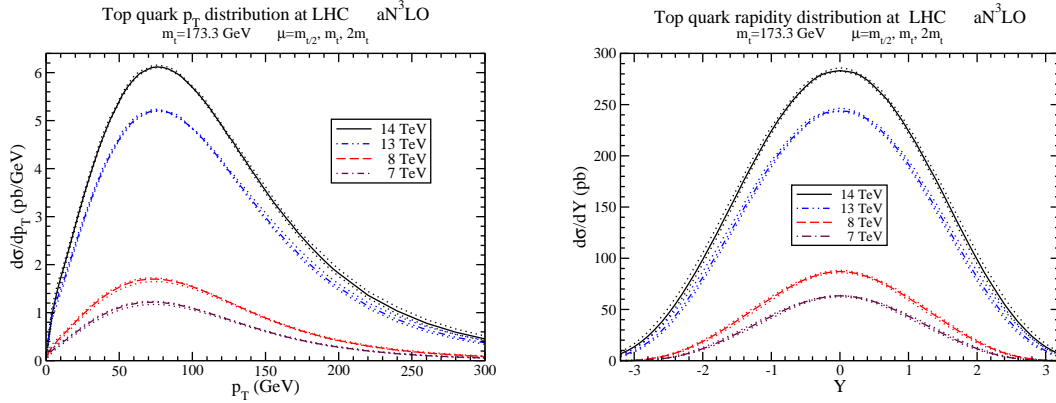 Top quark p_T distribution at LHC aN³LO
m_t=173.3 GeV μ=m_t/2, m_t, 2m_t
6
5
4
3
2
1
0
dσ/dp_T (pb/GeV)
14 TeV
13 TeV
8 TeV
7 TeV
0 50 100 150 200 250 300
p_T (GeV)
Top quark rapidity distribution at LHC aN³LO
m_t=173.3 GeV μ=m_t/2, m_t, 2m_t
300
250
200
150
100
50
0
dσ/dY (pb)
14 TeV
13 TeV
8 TeV
7 TeV
-3 -2 -1 0 1 2 3
Y